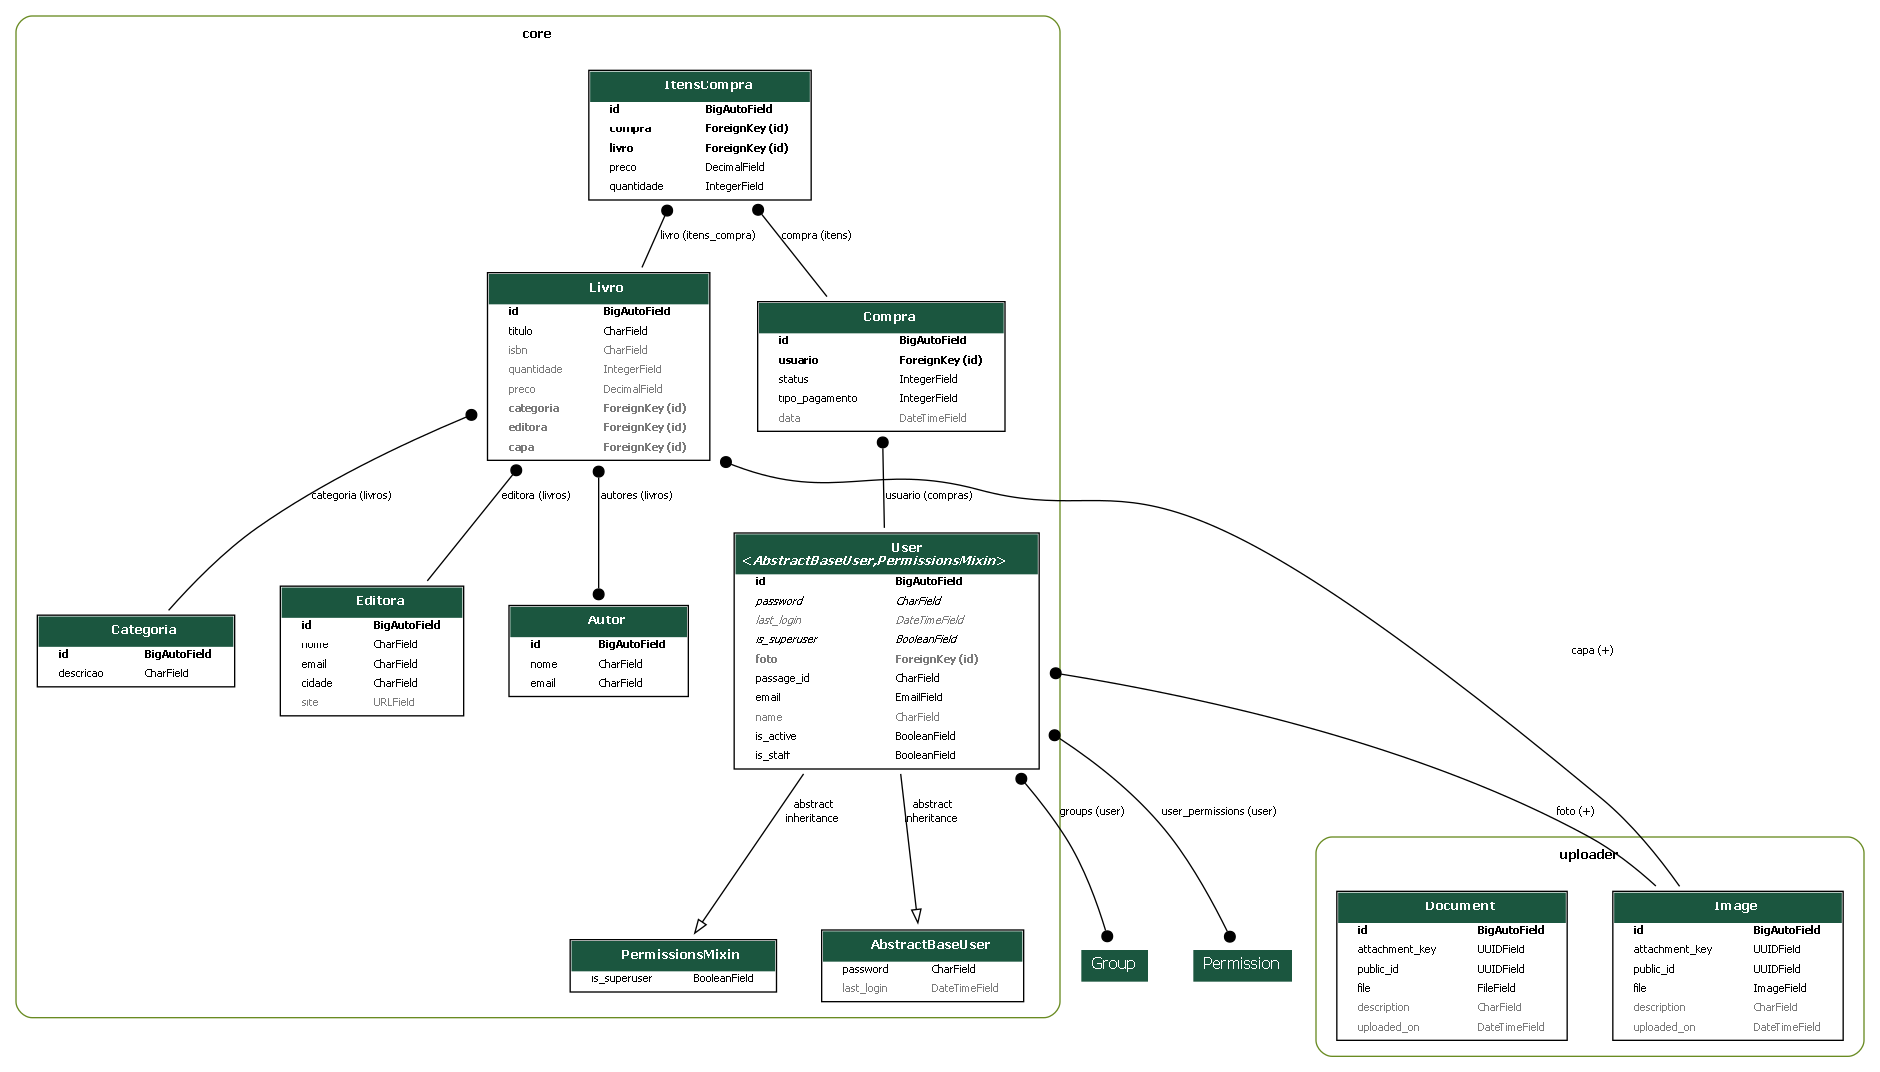 core
ItensCompra
id BigAutoField
compra ForeignKey (id)
livro ForeignKey (id)
preco DecimalField
quantidade IntegerField
livro (itens_compra)
compra (itens)
Livro
id BigAutoField
titulo CharField
isbn CharField
quantidade IntegerField
preco DecimalField
categoria ForeignKey (id)
editora ForeignKey (id)
capa ForeignKey (id)
Compra
id BigAutoField
usuario ForeignKey (id)
status IntegerField
tipo_pagamento IntegerField
data DateTimeField
categoria (livros)
editora (livros)
autores (livros)
usuario (compras)
Categoria
id BigAutoField
descricao CharField
Editora
id BigAutoField
nome CharField
email CharField
cidade CharField
site URLField
Autor
id BigAutoField
nome CharField
email CharField
User
<AbstractBaseUser,PermissionsMixin>
id BigAutoField
password CharField
last_login DateTimeField
is_superuser BooleanField
foto ForeignKey (id)
passage_id CharField
email EmailField
name CharField
is_active BooleanField
is_staff BooleanField
capa (+)
abstract
inheritance
abstract
inheritance
groups (user)
user_permissions (user)
foto (+)
PermissionsMixin
is_superuser BooleanField
AbstractBaseUser
password CharField
last_login DateTimeField
Group
Permission
uploader
Document
id BigAutoField
attachment_key UUIDField
public_id UUIDField
file FileField
description CharField
uploaded_on DateTimeField
Image
id BigAutoField
attachment_key UUIDField
public_id UUIDField
file ImageField
description CharField
uploaded_on DateTimeField